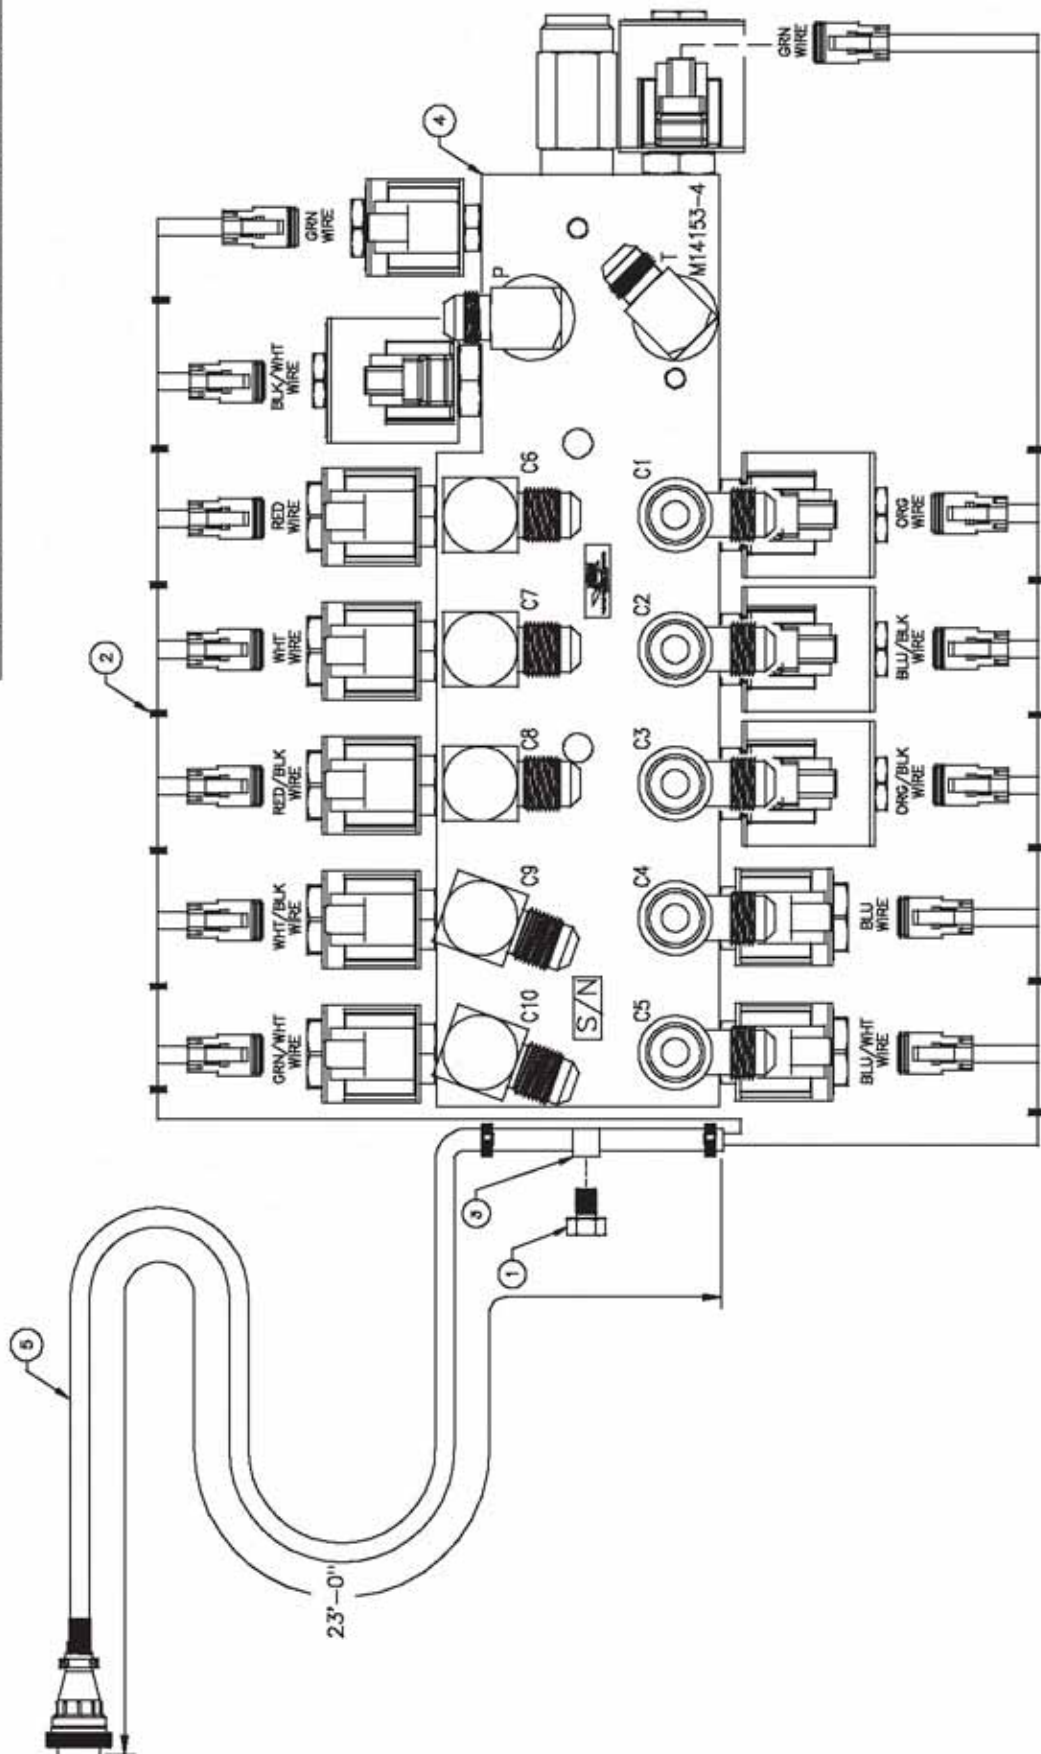 5
23'-0"
2
4
3
1
GRN/WHT
WIRE
WHT/BLK
WIRE
RED/BLK
WIRE
WHT
WIRE
RED
WIRE
BLK/WHT
WIRE
GRN
WIRE
GRN
WIRE
C10
C9
C8
C7
C6
P
S/N
C5
C4
C3
C2
C1
T
M14153-4
BLU/WHT
WIRE
BLU
WIRE
ORG/BLK
WIRE
BLU/BLK
WIRE
ORG
WIRE